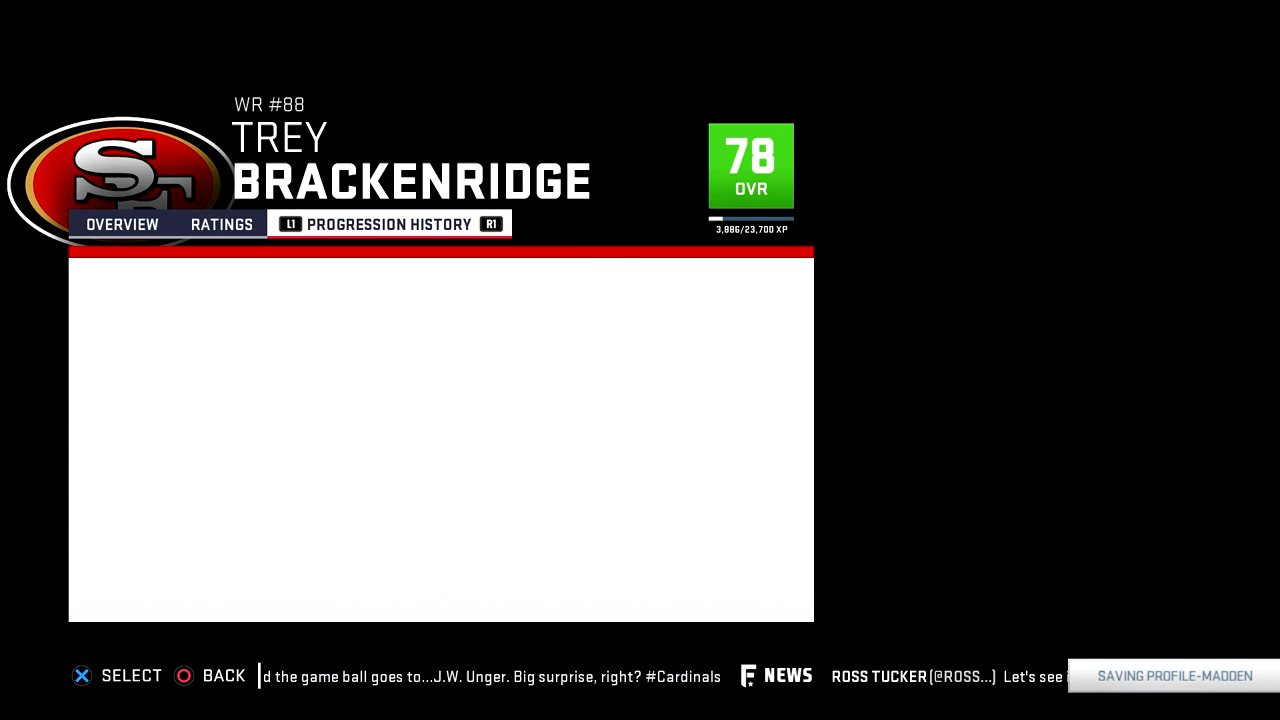 WR #88
TREY
BRACKENRIDGE
SF
78
OVR
3,886/23,700 XP
OVERVIEW RATINGS L1 PROGRESSION HISTORY R1
SELECT BACK d the game ball goes to...J.W. Unger. Big surprise, right? #Cardinals F NEWS ROSS TUCKER(@ROSS...) Let's see SAVING PROFILE-MADDEN